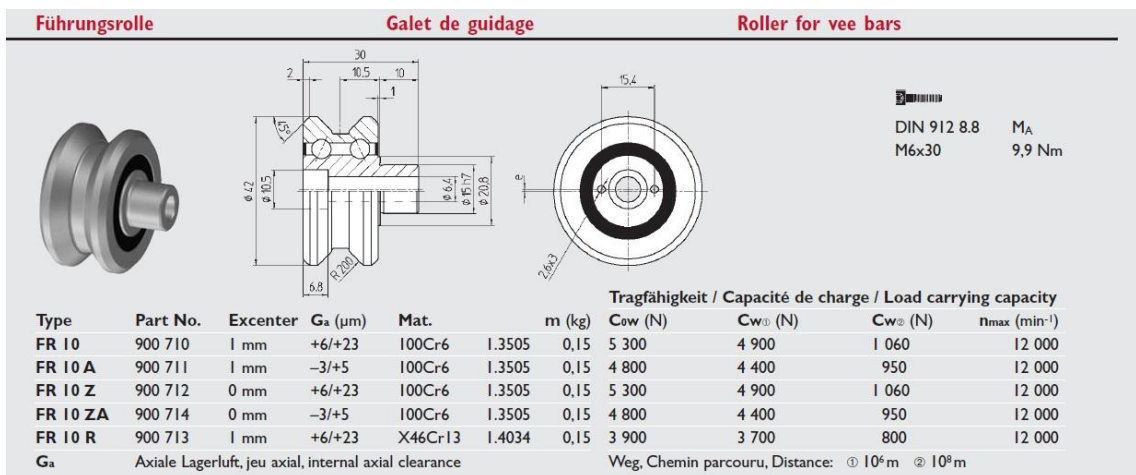 Führungsrolle Galet de guidage Roller for vee bars
30
2 10.5 10
1
15°
ø 42
ø 10.5
ø 6.4
ø 15 h7
ø 20.8
R 200
6.8
15,4
e
2,6x3
DIN 912 8.8 MA
M6x30 9,9 Nm
Tragfähigkeit / Capacité de charge / Load carrying capacity
Type Part No. Excenter Ga (µm) Mat. m (kg) C0w (N) Cw① (N) Cw② (N) nmax (min-1)
FR 10 900 710 1 mm +6/+23 100Cr6 1.3505 0,15 5 300 4 900 1 060 12 000
FR 10 A 900 711 1 mm –3/+5 100Cr6 1.3505 0,15 4 800 4 400 950 12 000
FR 10 Z 900 712 0 mm +6/+23 100Cr6 1.3505 0,15 5 300 4 900 1 060 12 000
FR 10 ZA 900 714 0 mm –3/+5 100Cr6 1.3505 0,15 4 800 4 400 950 12 000
FR 10 R 900 713 1 mm +6/+23 X46Cr13 1.4034 0,15 3 900 3 700 800 12 000
Ga Axiale Lagerluft, jeu axial, internal axial clearance Weg, Chemin parcouru, Distance: ① 10⁶ m ② 10⁸ m